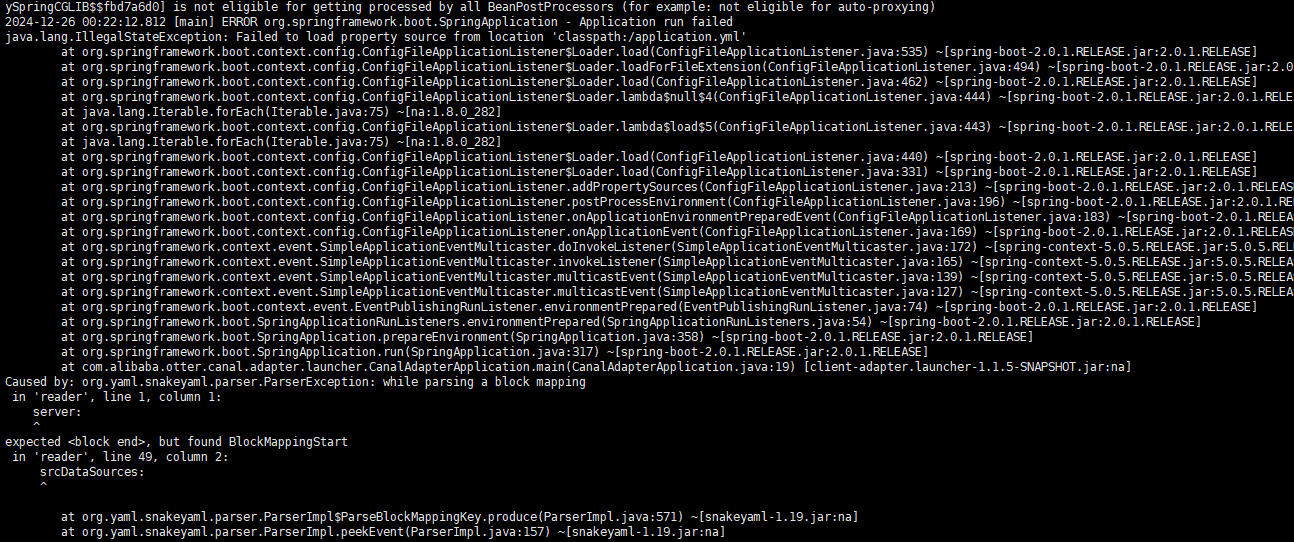 ySpringCGLIB$$fbd7a6d0] is not eligible for getting processed by all BeanPostProcessors (for example: not eligible for auto-proxying)
2024-12-26 00:22:12.812 [main] ERROR org.springframework.boot.SpringApplication - Application run failed
java.lang.IllegalStateException: Failed to load property source from location 'classpath:/application.yml'
at org.springframework.boot.context.config.ConfigFileApplicationListener$Loader.load(ConfigFileApplicationListener.java:535) ~[spring-boot-2.0.1.RELEASE.jar:2.0.1.RELEASE]
at org.springframework.boot.context.config.ConfigFileApplicationListener$Loader.loadForFileExtension(ConfigFileApplicationListener.java:494) ~[spring-boot-2.0.1.RELEASE.jar:2.0
at org.springframework.boot.context.config.ConfigFileApplicationListener$Loader.load(ConfigFileApplicationListener.java:462) ~[spring-boot-2.0.1.RELEASE.jar:2.0.1.RELEASE]
at org.springframework.boot.context.config.ConfigFileApplicationListener$Loader.lambda$null$4(ConfigFileApplicationListener.java:444) ~[spring-boot-2.0.1.RELEASE.jar:2.0.1.RELE
at java.lang.Iterable.forEach(Iterable.java:75) ~[na:1.8.0_282]
at org.springframework.boot.context.config.ConfigFileApplicationListener$Loader.lambda$load$5(ConfigFileApplicationListener.java:443) ~[spring-boot-2.0.1.RELEASE.jar:2.0.1.RELE
at java.lang.Iterable.forEach(Iterable.java:75) ~[na:1.8.0_282]
at org.springframework.boot.context.config.ConfigFileApplicationListener$Loader.load(ConfigFileApplicationListener.java:440) ~[spring-boot-2.0.1.RELEASE.jar:2.0.1.RELEASE]
at org.springframework.boot.context.config.ConfigFileApplicationListener$Loader.load(ConfigFileApplicationListener.java:331) ~[spring-boot-2.0.1.RELEASE.jar:2.0.1.RELEASE]
at org.springframework.boot.context.config.ConfigFileApplicationListener.addPropertySources(ConfigFileApplicationListener.java:213) ~[spring-boot-2.0.1.RELEASE.jar:2.0.1.RELEAS
at org.springframework.boot.context.config.ConfigFileApplicationListener.postProcessEnvironment(ConfigFileApplicationListener.java:196) ~[spring-boot-2.0.1.RELEASE.jar:2.0.1.RE
at org.springframework.boot.context.config.ConfigFileApplicationListener.onApplicationEnvironmentPreparedEvent(ConfigFileApplicationListener.java:183) ~[spring-boot-2.0.1.RELEA
at org.springframework.boot.context.config.ConfigFileApplicationListener.onApplicationEvent(ConfigFileApplicationListener.java:169) ~[spring-boot-2.0.1.RELEASE.jar:2.0.1.RELEAS
at org.springframework.context.event.SimpleApplicationEventMulticaster.doInvokeListener(SimpleApplicationEventMulticaster.java:172) ~[spring-context-5.0.5.RELEASE.jar:5.0.5.REL
at org.springframework.context.event.SimpleApplicationEventMulticaster.invokeListener(SimpleApplicationEventMulticaster.java:165) ~[spring-context-5.0.5.RELEASE.jar:5.0.5.RELEA
at org.springframework.context.event.SimpleApplicationEventMulticaster.multicastEvent(SimpleApplicationEventMulticaster.java:139) ~[spring-context-5.0.5.RELEASE.jar:5.0.5.RELEA
at org.springframework.context.event.SimpleApplicationEventMulticaster.multicastEvent(SimpleApplicationEventMulticaster.java:127) ~[spring-context-5.0.5.RELEASE.jar:5.0.5.RELEA
at org.springframework.boot.context.event.EventPublishingRunListener.environmentPrepared(EventPublishingRunListener.java:74) ~[spring-boot-2.0.1.RELEASE.jar:2.0.1.RELEASE]
at org.springframework.boot.SpringApplicationRunListeners.environmentPrepared(SpringApplicationRunListeners.java:54) ~[spring-boot-2.0.1.RELEASE.jar:2.0.1.RELEASE]
at org.springframework.boot.SpringApplication.prepareEnvironment(SpringApplication.java:358) ~[spring-boot-2.0.1.RELEASE.jar:2.0.1.RELEASE]
at org.springframework.boot.SpringApplication.run(SpringApplication.java:317) ~[spring-boot-2.0.1.RELEASE.jar:2.0.1.RELEASE]
at com.alibaba.otter.canal.adapter.launcher.CanalAdapterApplication.main(CanalAdapterApplication.java:19) [client-adapter.launcher-1.1.5-SNAPSHOT.jar:na]
Caused by: org.yaml.snakeyaml.parser.ParserException: while parsing a block mapping
in 'reader', line 1, column 1:
server:
^
expected <block end>, but found BlockMappingStart
in 'reader', line 49, column 2:
srcDataSources:
^
at org.yaml.snakeyaml.parser.ParserImpl$ParseBlockMappingKey.produce(ParserImpl.java:571) ~[snakeyaml-1.19.jar:na]
at org.yaml.snakeyaml.parser.ParserImpl.peekEvent(ParserImpl.java:157) ~[snakeyaml-1.19.jar:na]